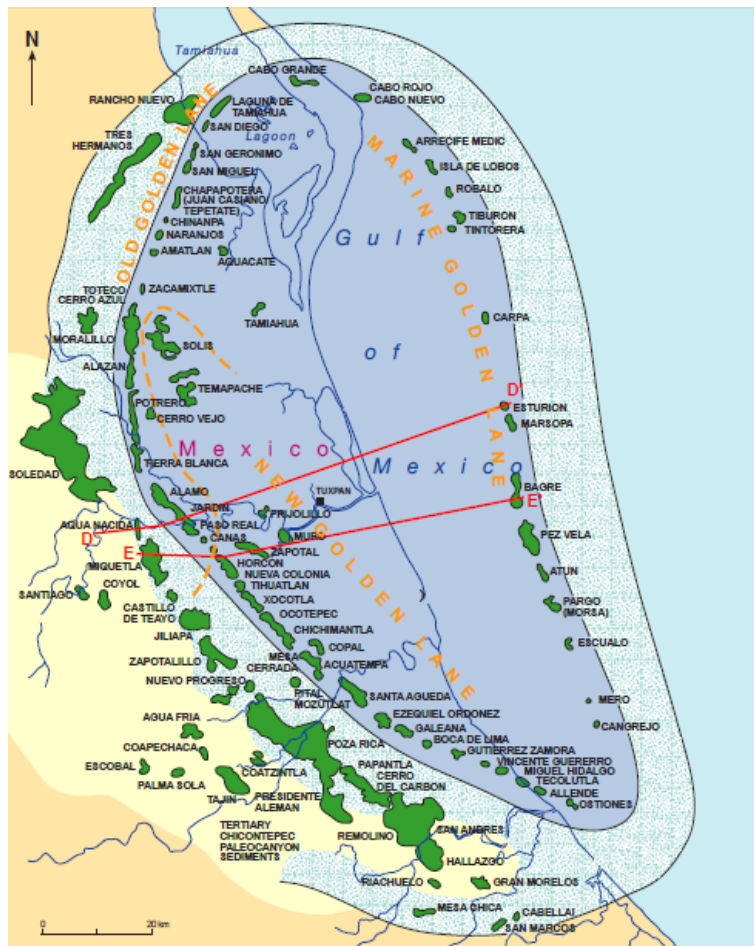 N
Tamiahua
CABO GRANDE
CABO ROJO
CABO NUEVO
RANCHO NUEVO
LAGUNA DE
TAMIAHUA
SAN DIEGO
Lagoon
TRES
HERMANOS
ARRECIFE MEDIC
SAN GERONIMO
SAN MIGUEL
ISLA DE LOBOS
ROBALO
CHAPAPOTERA
(JUAN CASIANO/
TEPETATE)
TIBURON
TINTORERA
CHINANPA
NARANJOS
AMATLAN
AGUACATE
OLD GOLDEN LANE
MARINE GOLDEN LANE
Gulf
of
Mexico
TOTECO
CERRO AZUL
ZACAMIXTLE
MORALILLO
TAMIAHUA
CARPA
SOLIS
ALAZAN
TEMAPACHE
POTRERO
CERRO VEJO
D'
ESTURION
MARSOPA
Mexico
TIERRA BLANCA
SOLEDAD
NEW GOLDEN LANE
ALAMO
TUXPAN
BAGRE
E'
JARDIN
FRIJOLILLO
AGUA NACIDA
PASO REAL
D
CANAS
MURO
E
ZAPOTAL
PEZ VELA
MIQUETLA
HORCON
NUEVA COLONIA
ATUN
COYOL
TIHUATLAN
SANTIAGO
CASTILLO
DE TEAYO
XOCOTLA
PARGO
(MORSA)
OCOTEPEC
JILIAPA
CHICHIMANTLA
ESCUALO
COPAL
ZAPOTALILLO
MESA
CERRADA
ACUATEMPA
NUEVO PROGRESO
PITAL
MOZUTLAT
SANTA AGUEDA
MERO
AGUA FRIA
EZEQUIEL ORDONEZ
CANGREJO
GALEANA
POZA RICA
BOCA DE LIMA
COAPECHACA
GUTIERREZ ZAMORA
ESCOBAL
COATZINTLA
VINCENTE GUERERRO
PAPANTLA
MIGUEL HIDALGO
PALMA SOLA
CERRO
DEL CARBON
TECOLUTLA
ALLENDE
TAJIN
PRESIDENTE
ALEMAN
OSTIONES
TERTIARY
CHICONTEPEC
PALEOCANYON
SEDIMENTS
REMOLINO
SAN ANDRES
HALLAZGO
RIACHUELO
GRAN MORELOS
MESA CHICA
CABELLAI
SAN MARCOS
0 20 km